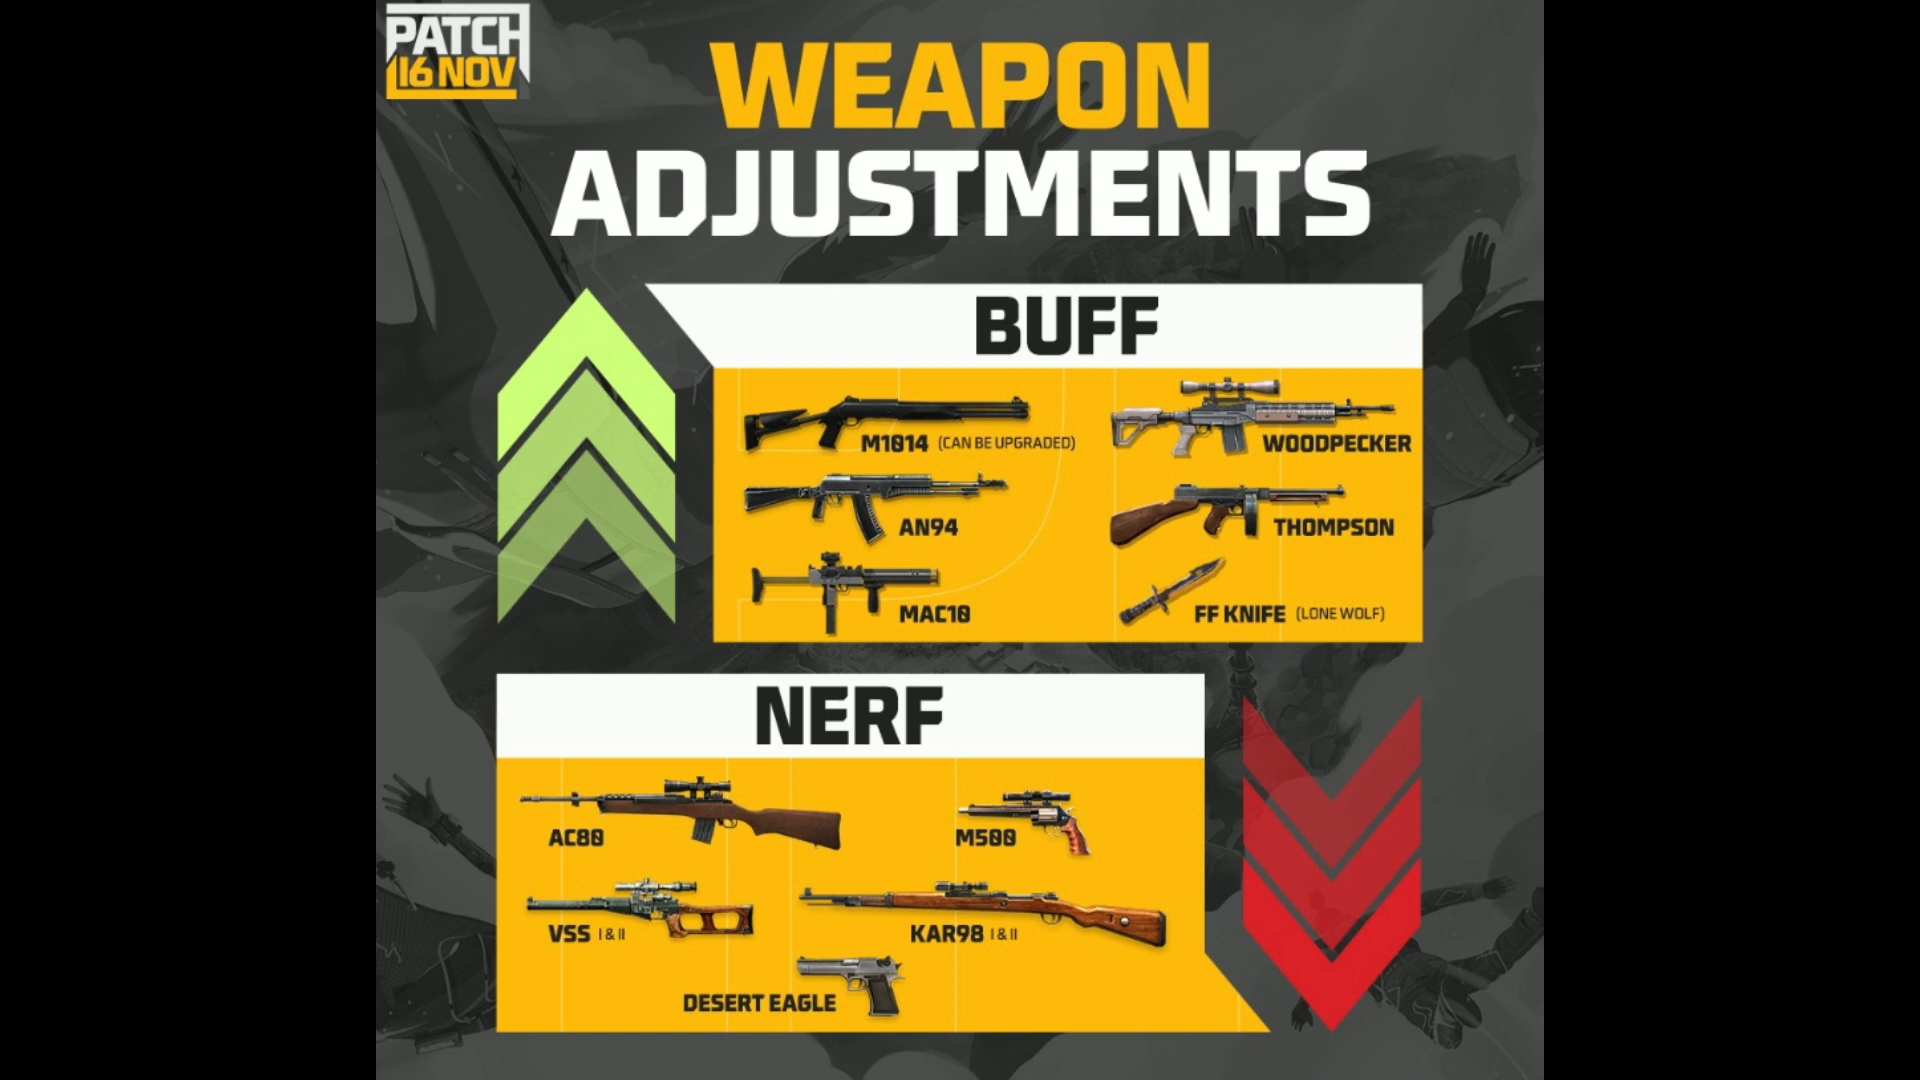 PATCH
16 NOV
WEAPON
ADJUSTMENTS
BUFF
M1014 (CAN BE UPGRADED)
WOODPECKER
AN94
THOMPSON
MAC10
FF KNIFE (LONE WOLF)
NERF
AC80
M500
VSS I & II
KAR98 I & II
DESERT EAGLE